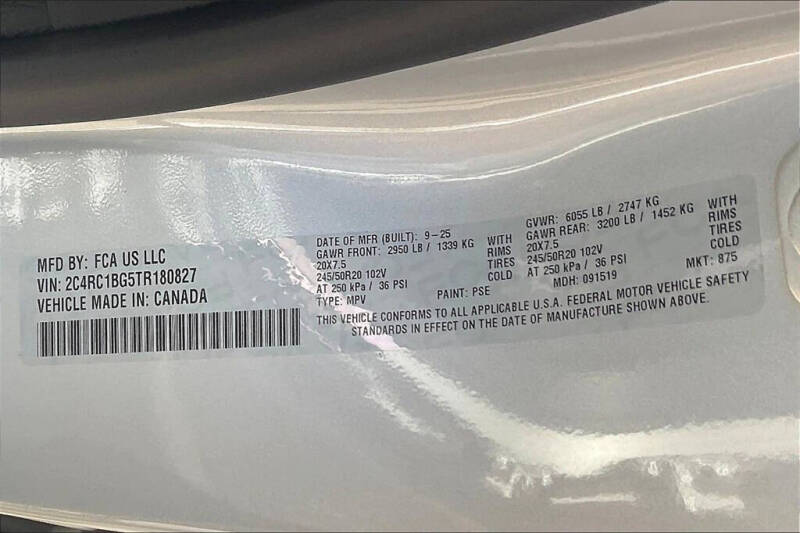 MFD BY: FCA US LLC
VIN: 2C4RC1BG5TR180827
VEHICLE MADE IN: CANADA
DATE OF MFR (BUILT): 9-25
GAWR FRONT: 2950 LB / 1339 KG WITH
20X7.5 RIMS
245/50R20 102V TIRES
AT 250 kPa / 36 PSI COLD
TYPE: MPV PAINT: PSE
GVWR: 6055 LB / 2747 KG
GAWR REAR: 3200 LB / 1452 KG WITH
20X7.5 RIMS
245/50R20 102V TIRES
AT 250 kPa / 36 PSI COLD
MDH: 091519 MKT: 875
THIS VEHICLE CONFORMS TO ALL APPLICABLE U.S.A. FEDERAL MOTOR VEHICLE SAFETY
STANDARDS IN EFFECT ON THE DATE OF MANUFACTURE SHOWN ABOVE.